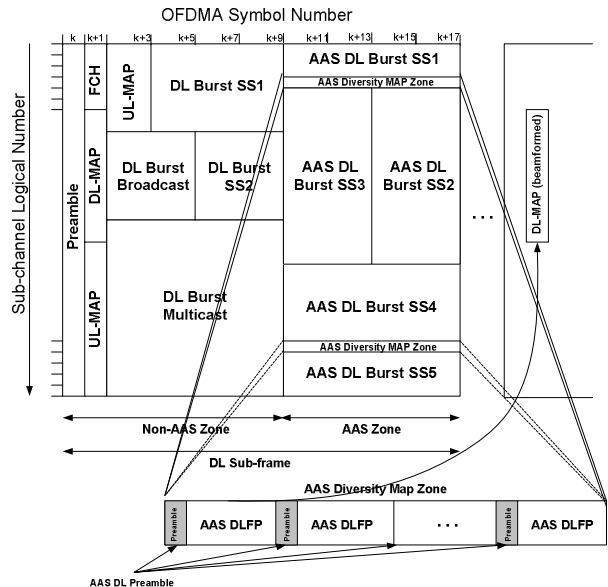 OFDMA Symbol Number
k k+1 k+3 k+5 k+7 k+9 k+11 k+13 k+15 k+17
Sub-channel Logical Number
Preamble
FCH
DL-MAP
UL-MAP
UL-MAP
DL Burst SS1
DL Burst
Broadcast
DL Burst
SS2
DL Burst
Multicast
AAS DL Burst SS1
AAS Diversity MAP Zone
AAS DL
Burst SS3
AAS DL
Burst SS2
AAS DL Burst SS4
AAS Diversity MAP Zone
AAS DL Burst SS5
. . .
DL-MAP (beamformed)
Non-AAS Zone
AAS Zone
DL Sub-frame
AAS Diversity Map Zone
Preamble
AAS DLFP
Preamble
AAS DLFP
. . .
Preamble
AAS DLFP
AAS DL Preamble